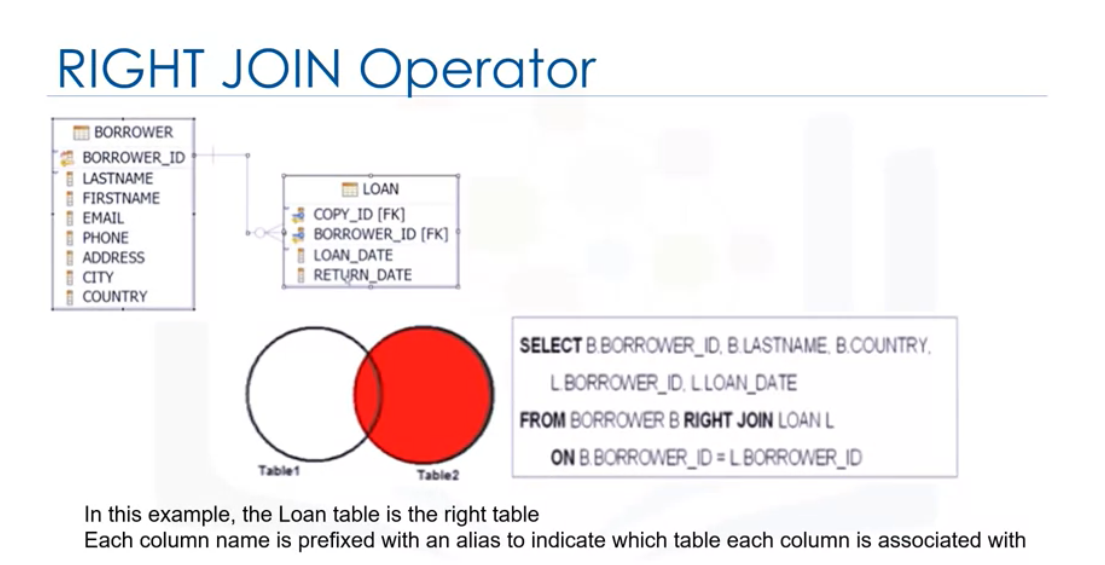 RIGHT JOIN Operator
BORROWER
BORROWER_ID
LASTNAME
FIRSTNAME
EMAIL
PHONE
ADDRESS
CITY
COUNTRY
LOAN
COPY_ID [FK]
BORROWER_ID [FK]
LOAN_DATE
RETURN_DATE
Table1
Table2
SELECT B.BORROWER_ID, B.LASTNAME, B.COUNTRY,
L.BORROWER_ID, L.LOAN_DATE
FROM BORROWER B RIGHT JOIN LOAN L
ON B.BORROWER_ID = L.BORROWER_ID
In this example, the Loan table is the right table
Each column name is prefixed with an alias to indicate which table each column is associated with